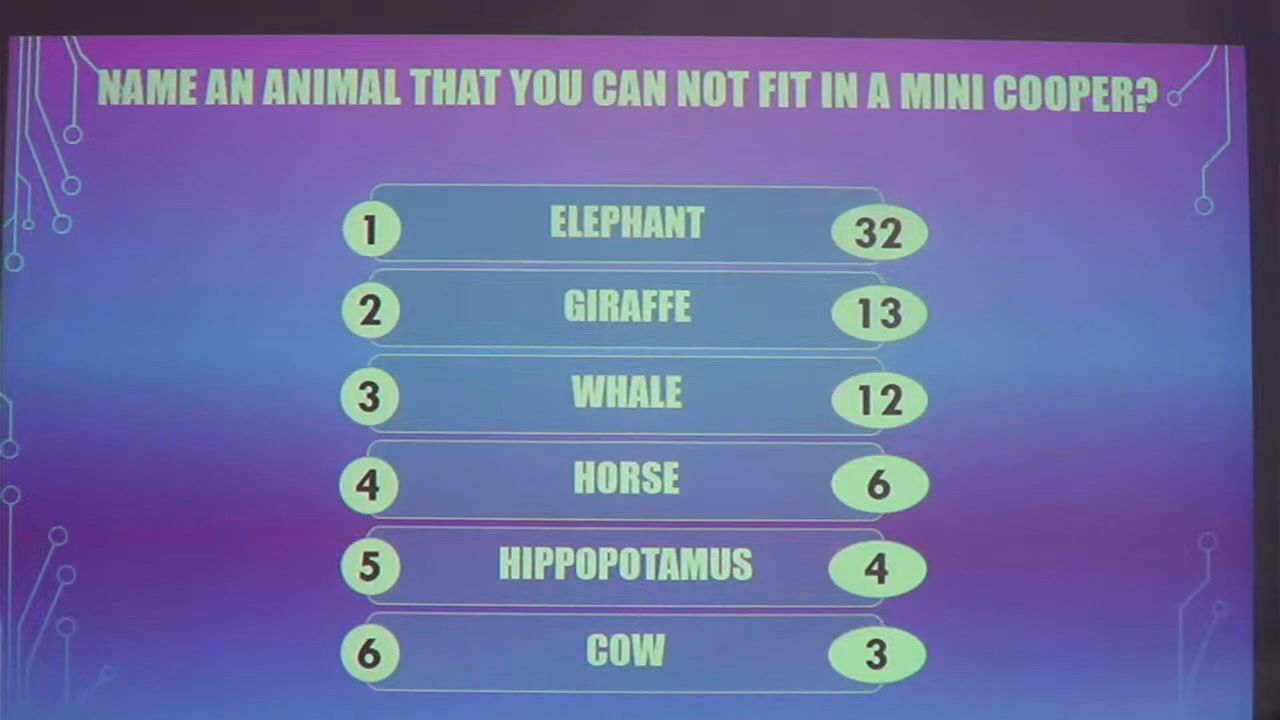 NAME AN ANIMAL THAT YOU CAN NOT FIT IN A MINI COOPER?
1 ELEPHANT 32
2 GIRAFFE 13
3 WHALE 12
4 HORSE 6
5 HIPPOPOTAMUS 4
6 COW 3